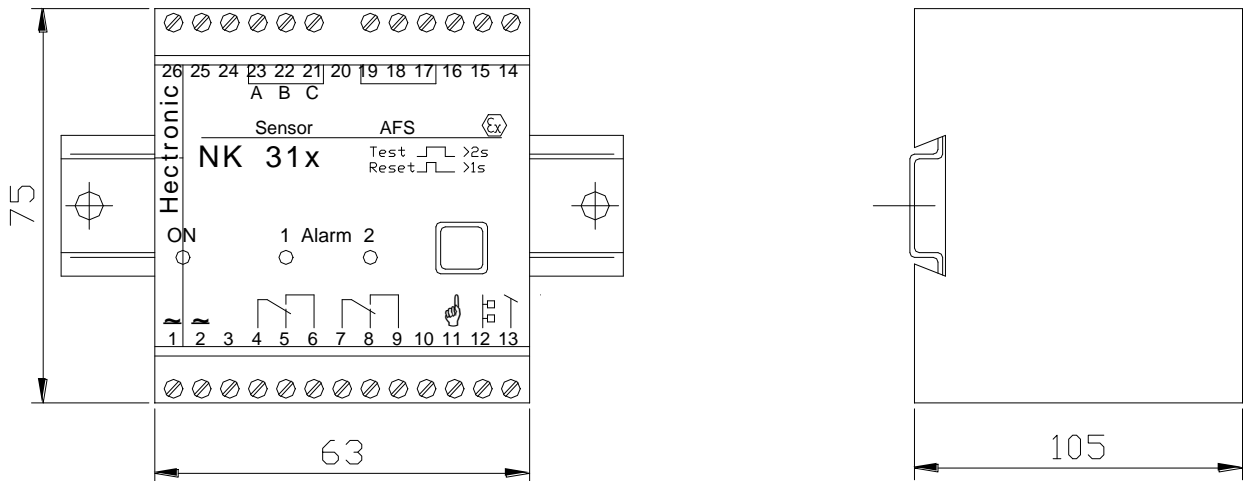 26 25 24 23 22 21 20 19 18 17 16 15 14
A B C
Sensor AFS Ex
NK 31x
Test >2s
Reset >1s
Hectronic
75
ON 1 Alarm 2
1 2 3 4 5 6 7 8 9 10 11 12 13
63
105